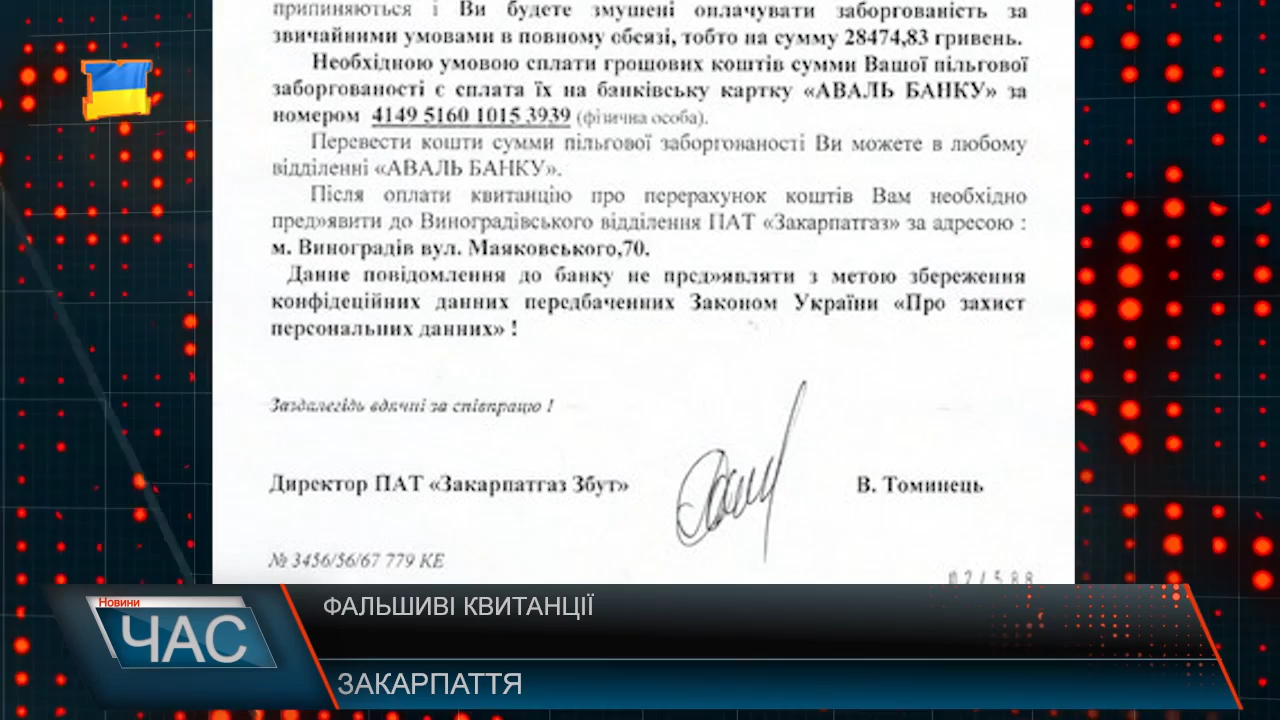 припиняються і Ви будете змушені оплачувати заборгованість за
звичайними умовами в повному обсязі, тобто на сумму 28474,83 гривень.
Необхідною умовою сплати грошових коштів сумми Вашої пільгової
заборгованості є сплата їх на банківську картку «АВАЛЬ БАНКУ» за
номером 4149 5160 1015 3939 (фізична особа).
Перевести кошти сумми пільгової заборгованості Ви можете в любому
відділенні «АВАЛЬ БАНКУ».
Після оплати квитанцію про перерахунок коштів Вам необхідно
пред»явити до Виноградівського відділення ПАТ «Закарпатгаз» за адресою :
м. Виноградів вул. Маяковського,70.
Данне повідомлення до банку не пред»являти з метою збереження
конфідеційних данних передбаченних Законом України «Про захист
персональних данних» !
Заздалегідь вдячні за співпрацю !
Директор ПАТ «Закарпатгаз Збут»
В. Томинець
№ 3456/56/67 779 КЕ
Новини
ЧАС
ФАЛЬШИВІ КВИТАНЦІЇ
ЗАКАРПАТТЯ